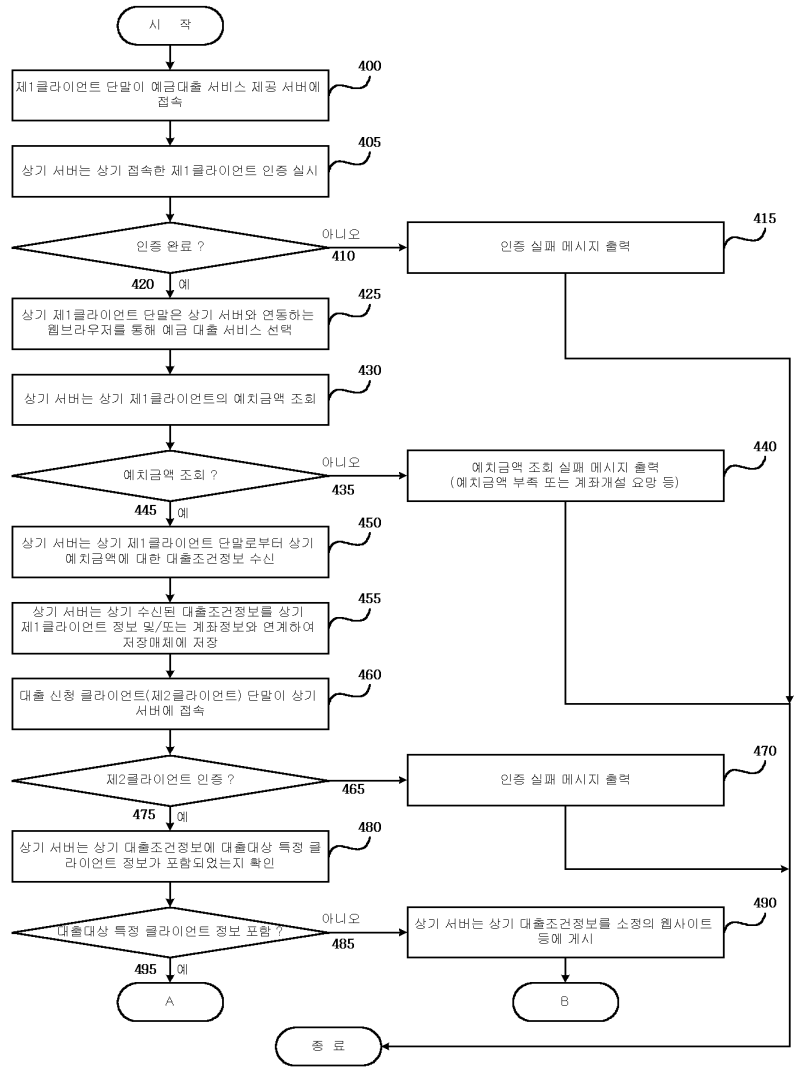 시 작
400
제1클라이언트 단말이 예금대출 서비스 제공 서버에
접속
405
상기 서버는 상기 접속한 제1클라이언트 인증 실시
인증 완료 ?
아니오
410
415
인증 실패 메시지 출력
420
예
425
상기 제1클라이언트 단말은 상기 서버와 연동하는
웹브라우저를 통해 예금 대출 서비스 선택
430
상기 서버는 상기 제1클라이언트의 예치금액 조회
예치금액 조회 ?
아니오
435
440
예치금액 조회 실패 메시지 출력
(예치금액 부족 또는 계좌개설 요망 등)
445
예
450
상기 서버는 상기 제1클라이언트 단말로부터 상기
예치금액에 대한 대출조건정보 수신
455
상기 서버는 상기 수신된 대출조건정보를 상기
제1클라이언트 정보 및/또는 계좌정보와 연계하여
저장매체에 저장
460
대출 신청 클라이언트(제2클라이언트) 단말이 상기
서버에 접속
제2클라이언트 인증 ?
465
470
인증 실패 메시지 출력
475
예
480
상기 서버는 상기 대출조건정보에 대출대상 특정 클
라이언트 정보가 포함되었는지 확인
대출대상 특정 클라이언트 정보 포함 ?
아니오
485
490
상기 서버는 상기 대출조건정보를 소정의 웹사이트
등에 게시
495
예
A
B
종 료